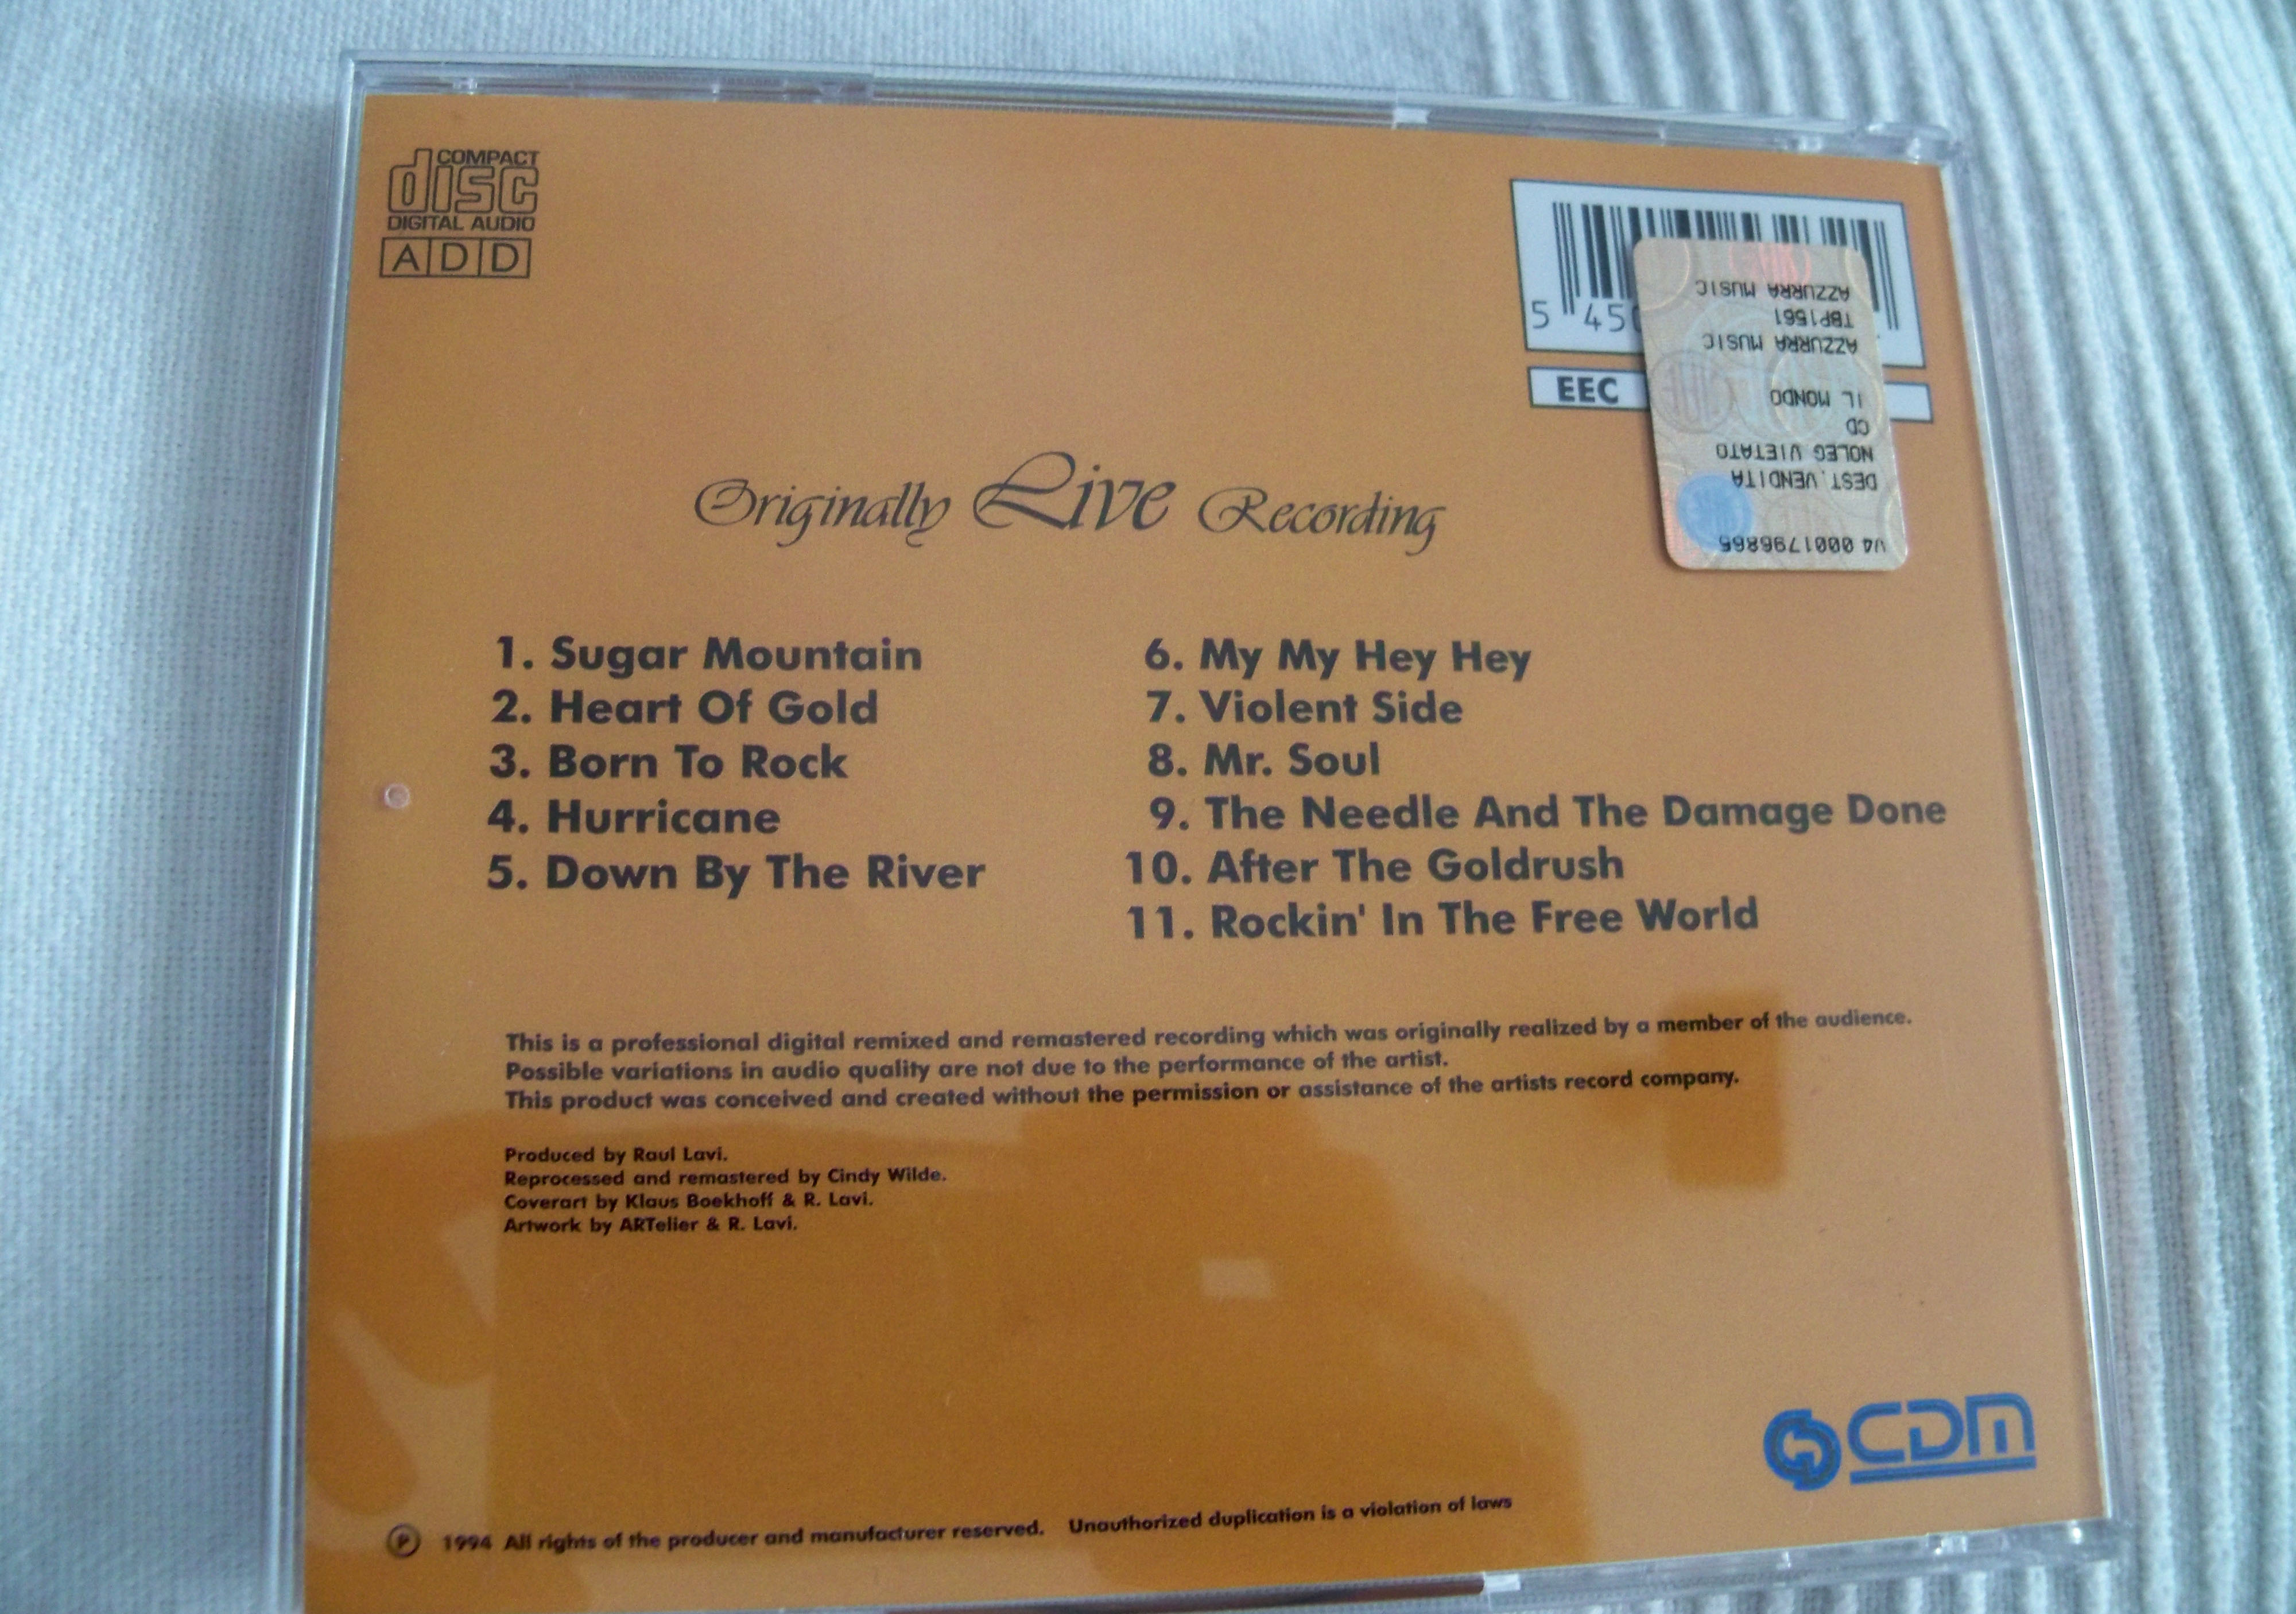 COMPACT
disc
DIGITAL AUDIO
ADD
5 450
EEC
AZZURRA MUSIC
TBP1561
AZZURRA MUSIC
IL MONDO
CD
NOLEG VIETATO
DEST.VENDITA
V4 0001796865
Originally Live Recording
1. Sugar Mountain
2. Heart Of Gold
3. Born To Rock
4. Hurricane
5. Down By The River
6. My My Hey Hey
7. Violent Side
8. Mr. Soul
9. The Needle And The Damage Done
10. After The Goldrush
11. Rockin' In The Free World
This is a professional digital remixed and remastered recording which was originally realized by a member of the audience.
Possible variations in audio quality are not due to the performance of the artist.
This product was conceived and created without the permission or assistance of the artists record company.
Produced by Raul Lavi.
Reprocessed and remastered by Cindy Wilde.
Coverart by Klaus Boekhoff & R. Lavi.
Artwork by ARTelier & R. Lavi.
CDM
℗ 1994 All rights of the producer and manufacturer reserved. Unauthorized duplication is a violation of laws